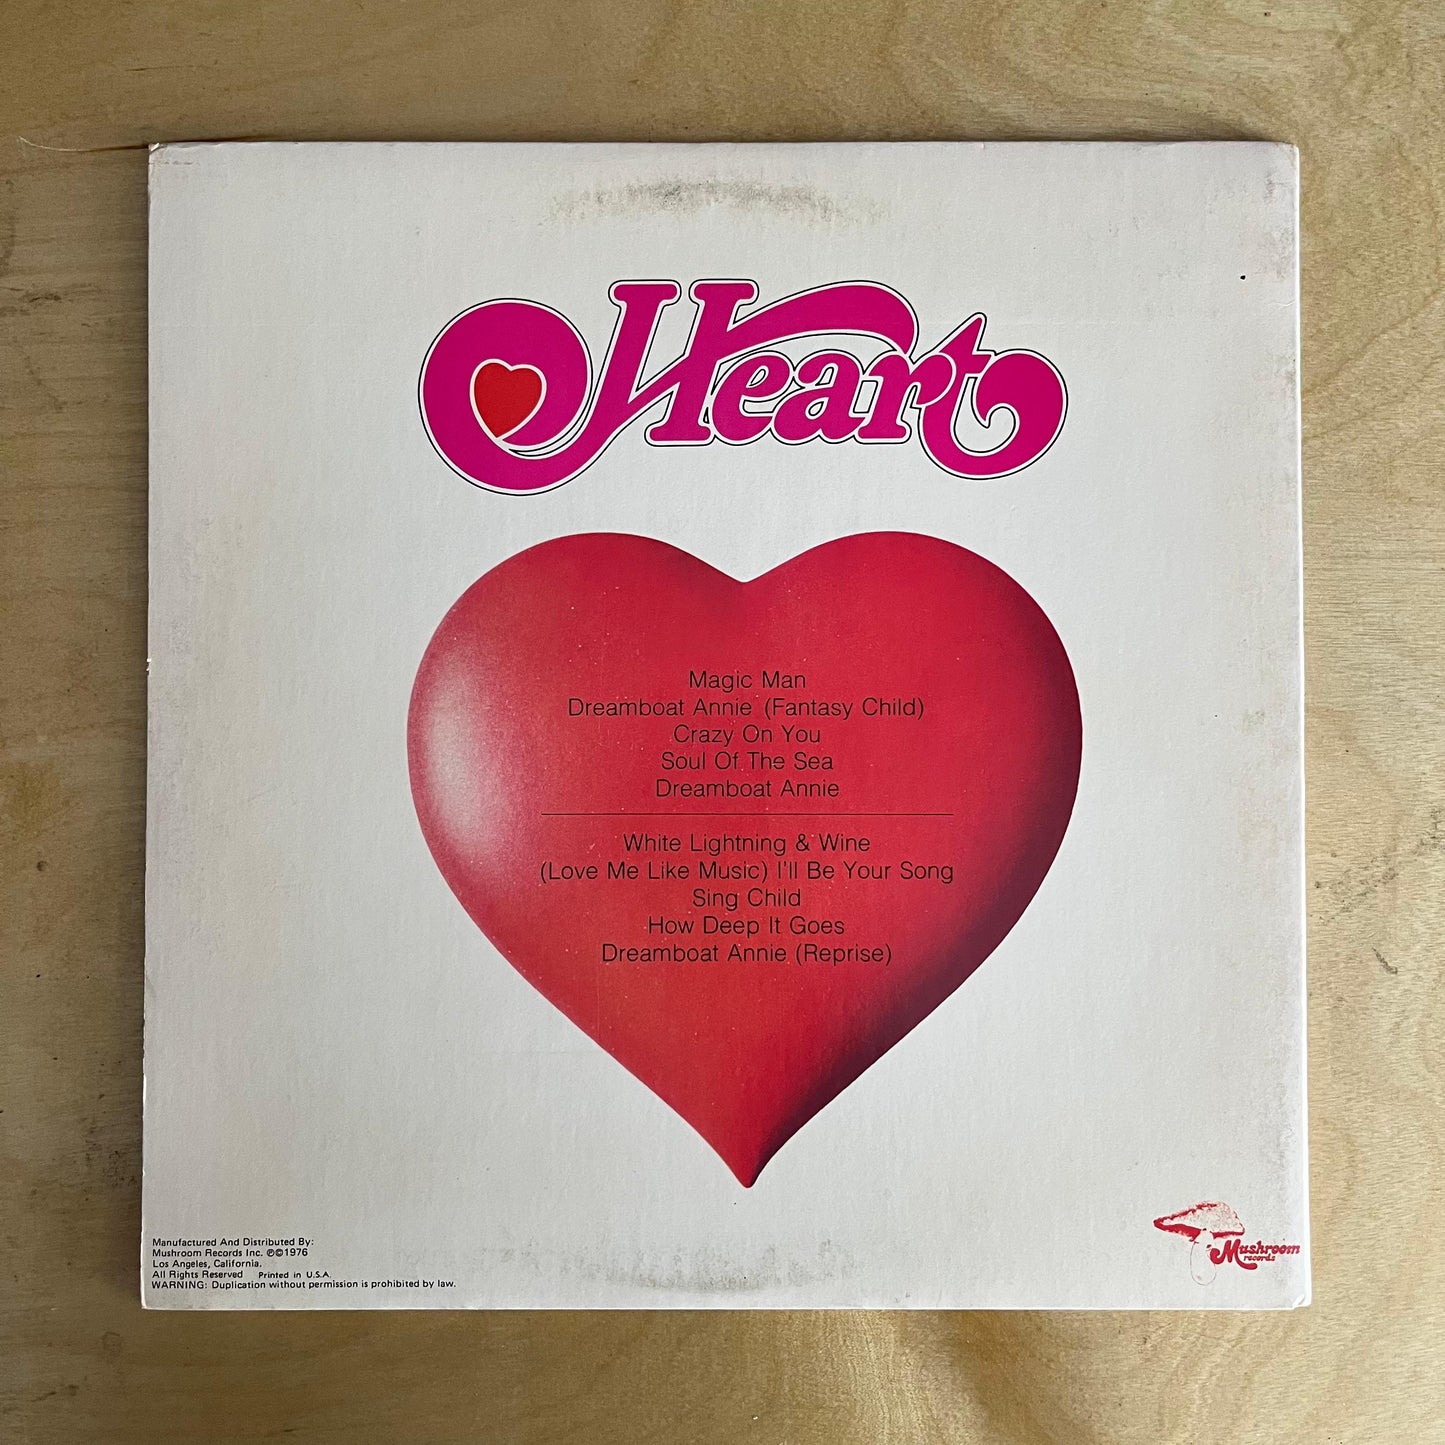 Heart
Magic Man
Dreamboat Annie (Fantasy Child)
Crazy On You
Soul Of The Sea
Dreamboat Annie
White Lightning & Wine
(Love Me Like Music) I'll Be Your Song
Sing Child
How Deep It Goes
Dreamboat Annie (Reprise)
Manufactured And Distributed By:
Mushroom Records Inc. ℗©1976
Los Angeles, California.
All Rights Reserved Printed in U.S.A.
WARNING: Duplication without permission is prohibited by law.
Mushroom
records